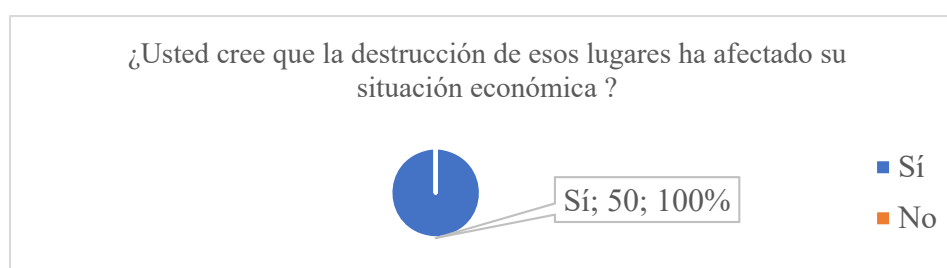 ¿Usted cree que la destrucción de esos lugares ha afectado su
situación económica ?
Sí; 50; 100%
Sí
No